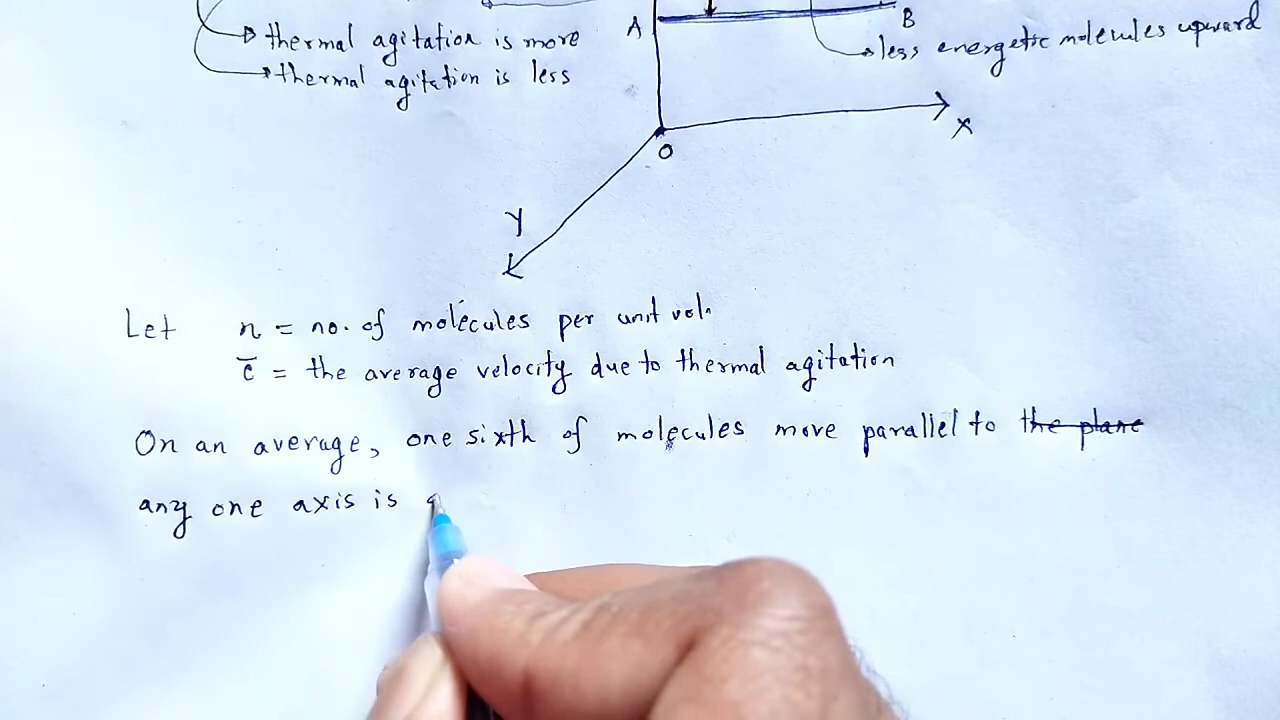 A
B
thermal agitation is more
less energetic molecules upward
thermal agitation is less
X
O
Y
Let n = no. of molecules per unit vol.
c̄ = the average velocity due to thermal agitation
On an average, one sixth of molecules move parallel to the plane
any one axis is